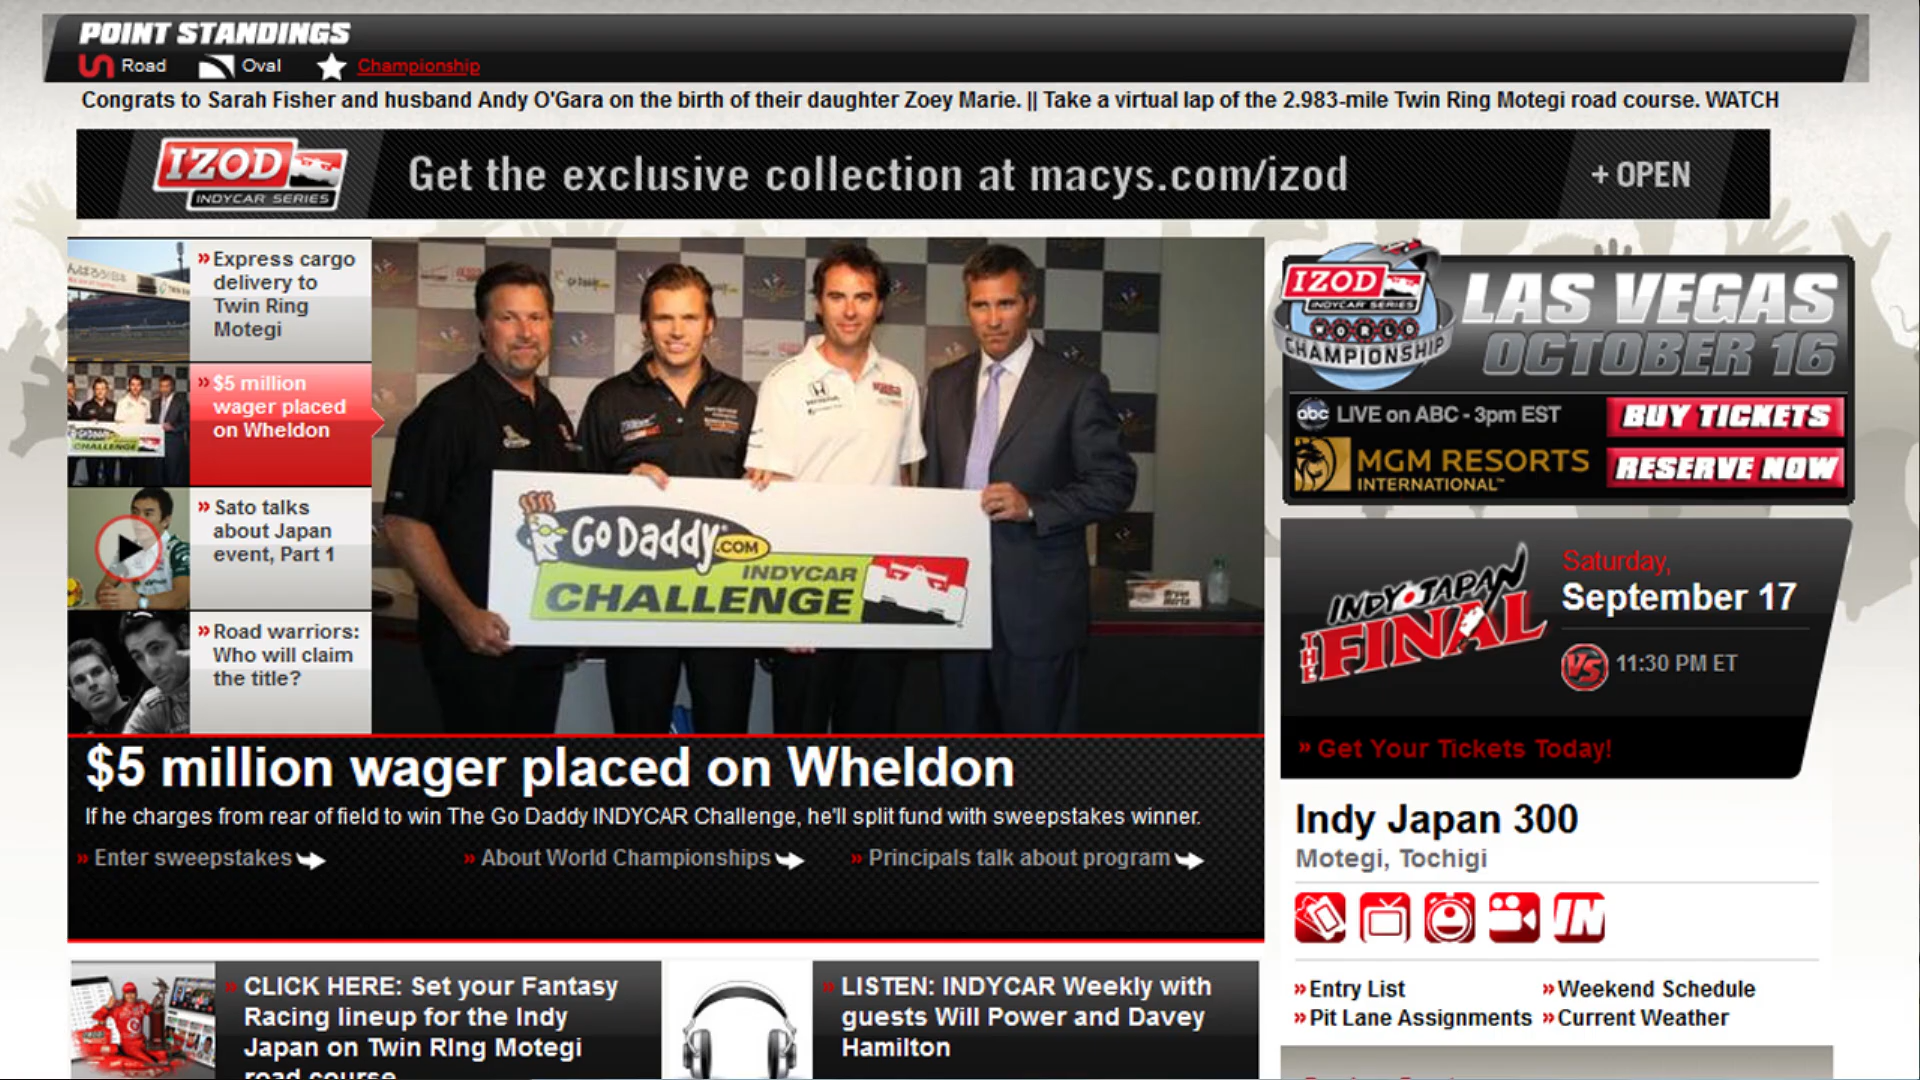 POINT STANDINGS
Road Oval Championship
Congrats to Sarah Fisher and husband Andy O'Gara on the birth of their daughter Zoey Marie. || Take a virtual lap of the 2.983-mile Twin Ring Motegi road course. WATCH
IZOD
INDYCAR SERIES
Get the exclusive collection at macys.com/izod
+ OPEN
» Express cargo
delivery to
Twin Ring
Motegi
» $5 million
wager placed
on Wheldon
» Sato talks
about Japan
event, Part 1
» Road warriors:
Who will claim
the title?
Go Daddy.COM
INDYCAR
CHALLENGE
$5 million wager placed on Wheldon
If he charges from rear of field to win The Go Daddy INDYCAR Challenge, he'll split fund with sweepstakes winner.
» Enter sweepstakes
» About World Championships
» Principals talk about program
» CLICK HERE: Set your Fantasy
Racing lineup for the Indy
Japan on Twin RIng Motegi
road course
» LISTEN: INDYCAR Weekly with
guests Will Power and Davey
Hamilton
IZOD
INDYCAR SERIES
WORLD
CHAMPIONSHIP
LAS VEGAS
OCTOBER 16
abc LIVE on ABC - 3pm EST
BUY TICKETS
MGM RESORTS
INTERNATIONAL™
RESERVE NOW
INDY JAPAN
THE FINAL
Saturday,
September 17
VS 11:30 PM ET
» Get Your Tickets Today!
Indy Japan 300
Motegi, Tochigi
IN
» Entry List
» Weekend Schedule
» Pit Lane Assignments
» Current Weather